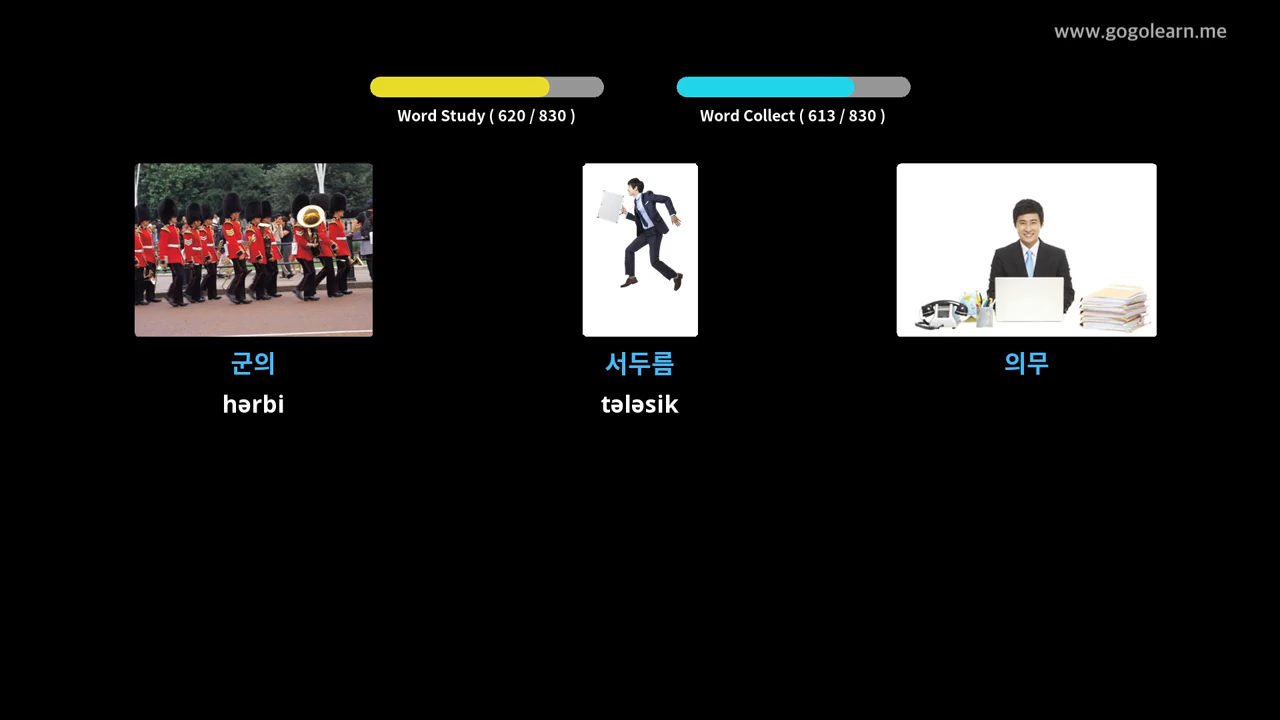 www.gogolearn.me
Word Study ( 620 / 830 )
Word Collect ( 613 / 830 )
군의
서두름
의무
hərbi
tələsik